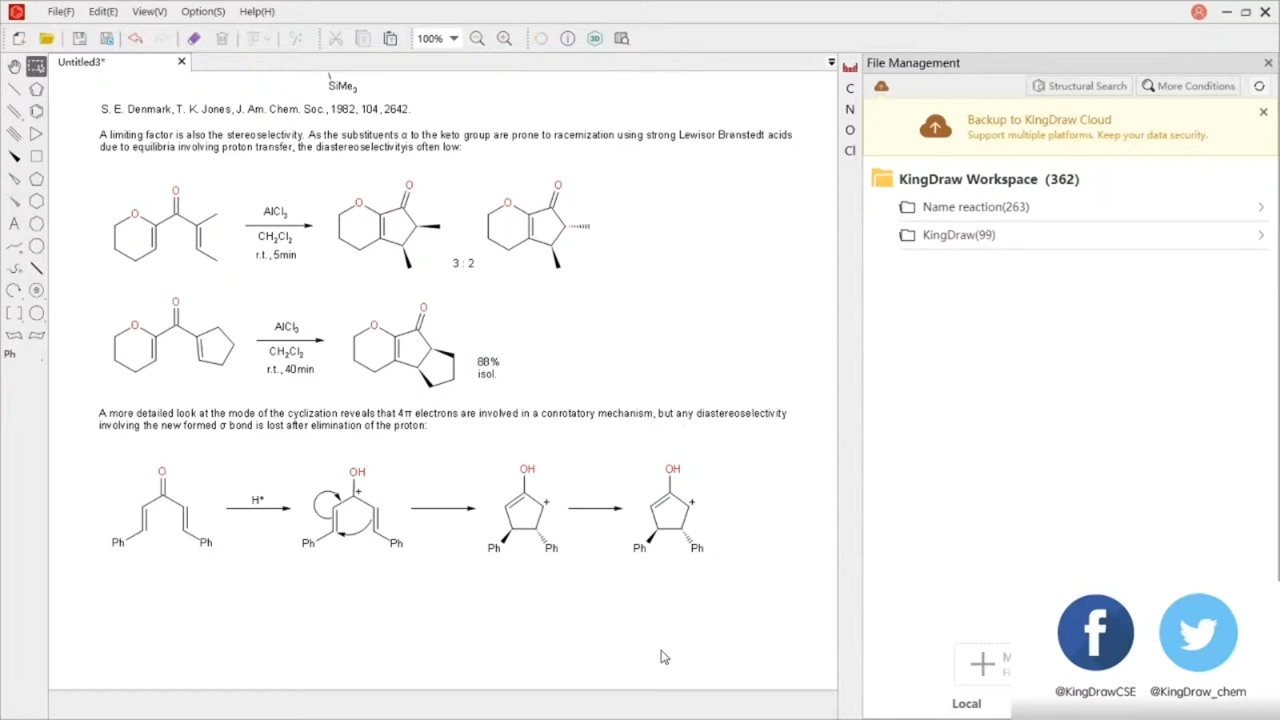 File(F) Edit(E) View(V) Option(S) Help(H)
100%
Untitled3*
SiMe3
S. E. Denmark, T. K. Jones, J. Am. Chem. Soc., 1982, 104, 2642.
A limiting factor is also the stereoselectivity. As the substituents α to the keto group are prone to racemization using strong Lewisor Brønstedt acids
due to equilibria involving proton transfer, the diastereoselectivityis often low:
O
O
AlCl3
CH2Cl2
r.t., 5min
O
O
3 : 2
O
O
O
O
AlCl3
CH2Cl2
r.t., 40min
O
O
88%
isol.
A more detailed look at the mode of the cyclization reveals that 4π electrons are involved in a conrotatory mechanism, but any diastereoselectivity
involving the new formed σ bond is lost after elimination of the proton:
O
Ph Ph
H+
OH
+
Ph Ph
OH
+
Ph Ph
OH
+
Ph Ph
A
Ph
3D
C
N
O
Cl
File Management
Structural Search More Conditions
Backup to KingDraw Cloud
Support multiple platforms. Keep your data security.
KingDraw Workspace (362)
Name reaction(263)
KingDraw(99)
Local
@KingDrawCSE @KingDraw_chem